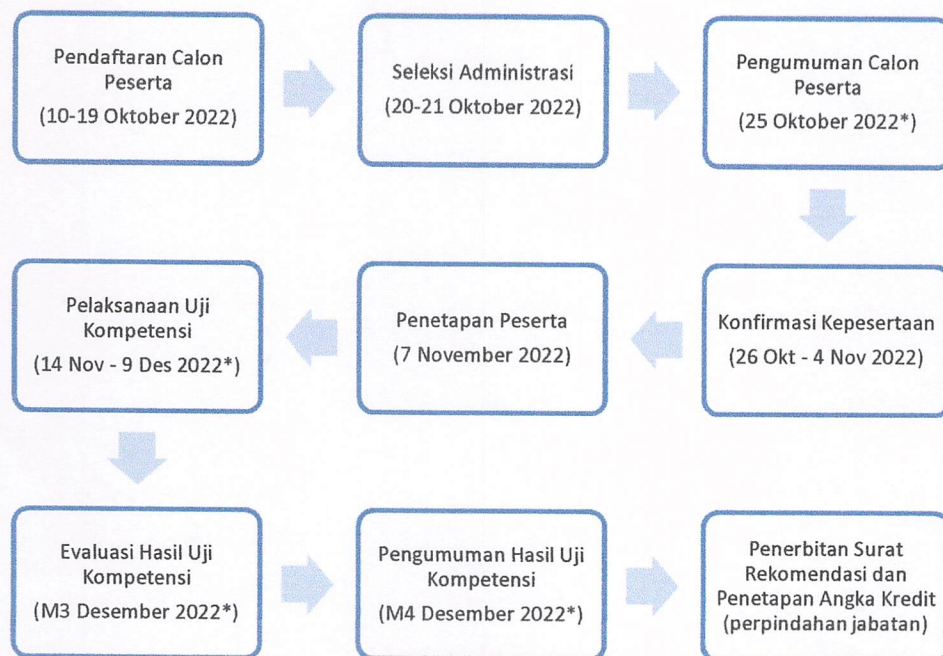 Pendaftaran Calon
Peserta
(10-19 Oktober 2022)
Seleksi Administrasi
(20-21 Oktober 2022)
Pengumuman Calon
Peserta
(25 Oktober 2022*)
Konfirmasi Kepesertaan
(26 Okt - 4 Nov 2022)
Penetapan Peserta
(7 November 2022)
Pelaksanaan Uji
Kompetensi
(14 Nov - 9 Des 2022*)
Evaluasi Hasil Uji
Kompetensi
(M3 Desember 2022*)
Pengumuman Hasil Uji
Kompetensi
(M4 Desember 2022*)
Penerbitan Surat
Rekomendasi dan
Penetapan Angka Kredit
(perpindahan jabatan)